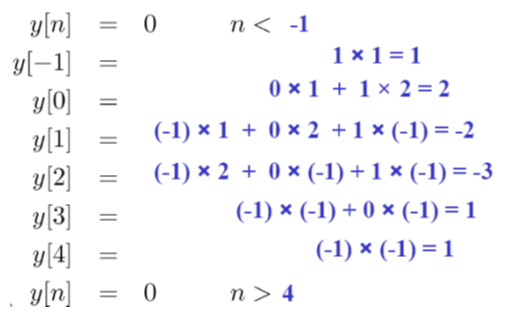 y[n] = 0 n < -1
y[−1] = 1 × 1 = 1
y[0] = 0 × 1 + 1 × 2 = 2
y[1] = (-1) × 1 + 0 × 2 + 1 × (-1) = -2
y[2] = (-1) × 2 + 0 × (-1) + 1 × (-1) = -3
y[3] = (-1) × (-1) + 0 × (-1) = 1
y[4] = (-1) × (-1) = 1
y[n] = 0 n > 4